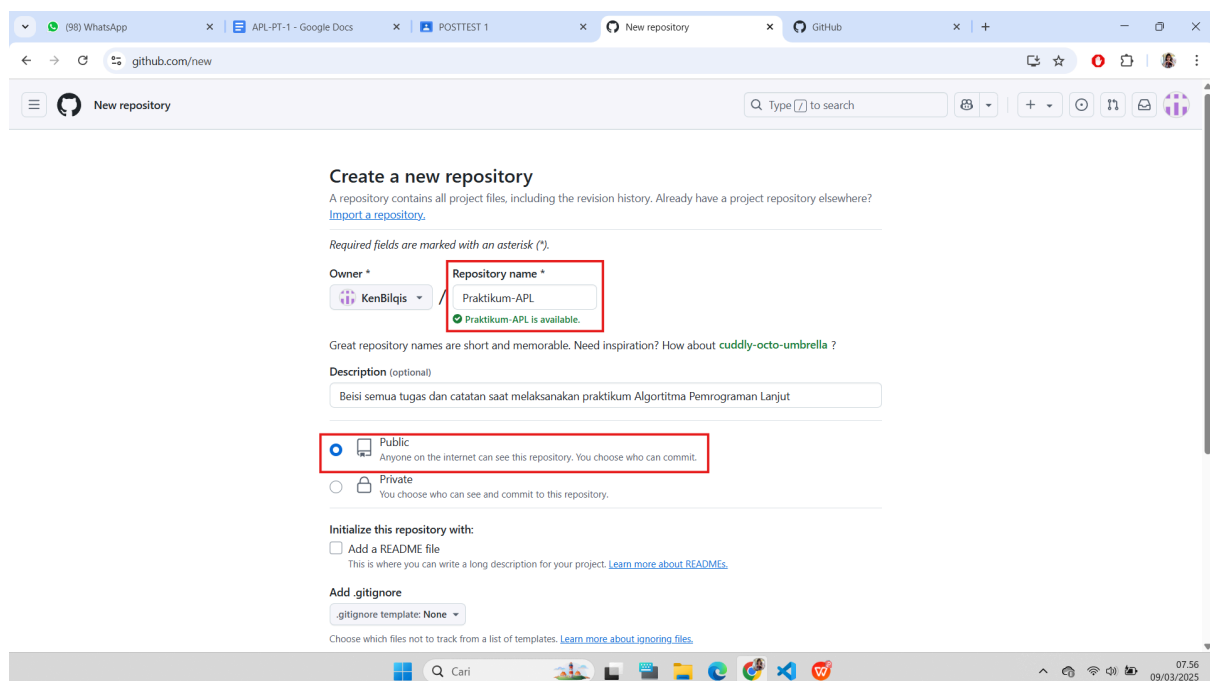 (98) WhatsApp
APL-PT-1 - Google Docs
POSTTEST 1
New repository
GitHub
github.com/new
New repository
Type / to search
Create a new repository
A repository contains all project files, including the revision history. Already have a project repository elsewhere?
Import a repository.
Required fields are marked with an asterisk (*).
Owner *
Repository name *
KenBilqis
/
Praktikum-APL
Praktikum-APL is available.
Great repository names are short and memorable. Need inspiration? How about cuddly-octo-umbrella ?
Description (optional)
Beisi semua tugas dan catatan saat melaksanakan praktikum Algortitma Pemrograman Lanjut
Public
Anyone on the internet can see this repository. You choose who can commit.
Private
You choose who can see and commit to this repository.
Initialize this repository with:
Add a README file
This is where you can write a long description for your project. Learn more about READMEs.
Add .gitignore
.gitignore template: None
Choose which files not to track from a list of templates. Learn more about ignoring files.
Cari
07.56
09/03/2025